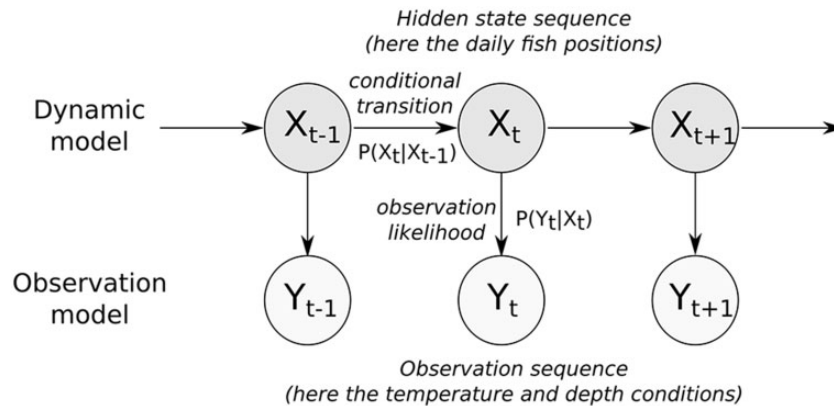 Hidden state sequence
(here the daily fish positions)
conditional
transition
Dynamic
model
X_{t-1}
X_t
X_{t+1}
P(X_t|X_{t-1})
observation
likelihood
P(Y_t|X_t)
Observation
model
Y_{t-1}
Y_t
Y_{t+1}
Observation sequence
(here the temperature and depth conditions)